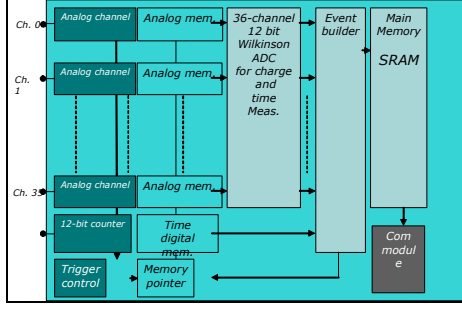 Ch. 0
Analog channel
Analog mem.
36-channel
12 bit
Wilkinson
ADC
for charge
and
time
Meas.
Event
builder
Main
Memory
SRAM
Ch.
1
Analog channel
Analog mem.
Ch. 35
Analog channel
Analog mem.
12-bit counter
Time
digital
mem.
Com
modul
e
Trigger
control
Memory
pointer